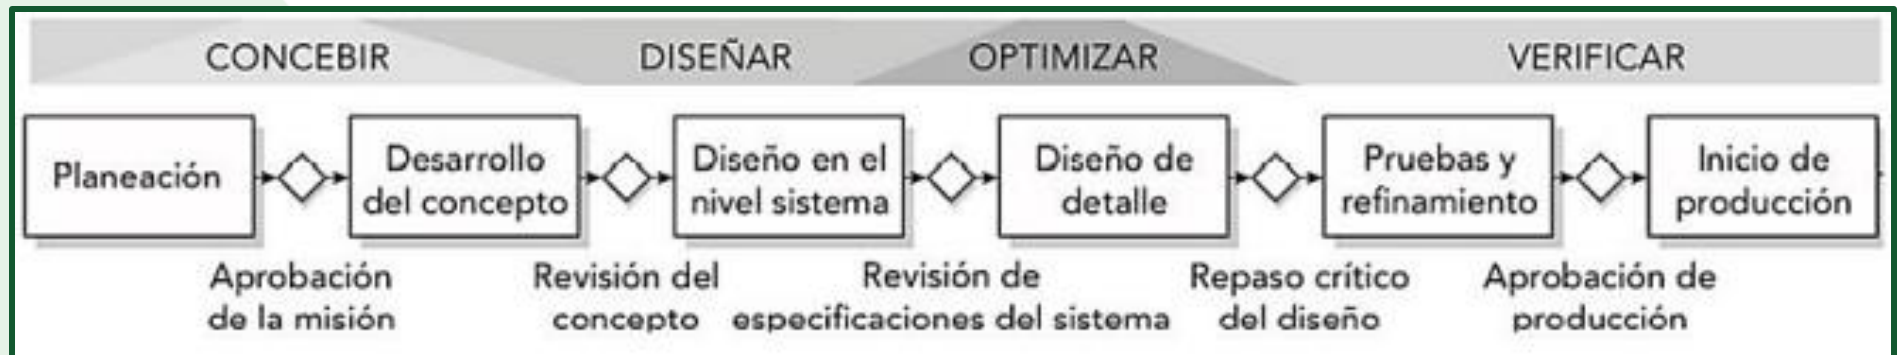 CONCEBIR
DISEÑAR
OPTIMIZAR
VERIFICAR
Planeación
Desarrollo
del concepto
Diseño en el
nivel sistema
Diseño de
detalle
Pruebas y
refinamiento
Inicio de
producción
Aprobación
de la misión
Revisión del
concepto
Revisión de
especificaciones del sistema
Repaso crítico
del diseño
Aprobación de
producción